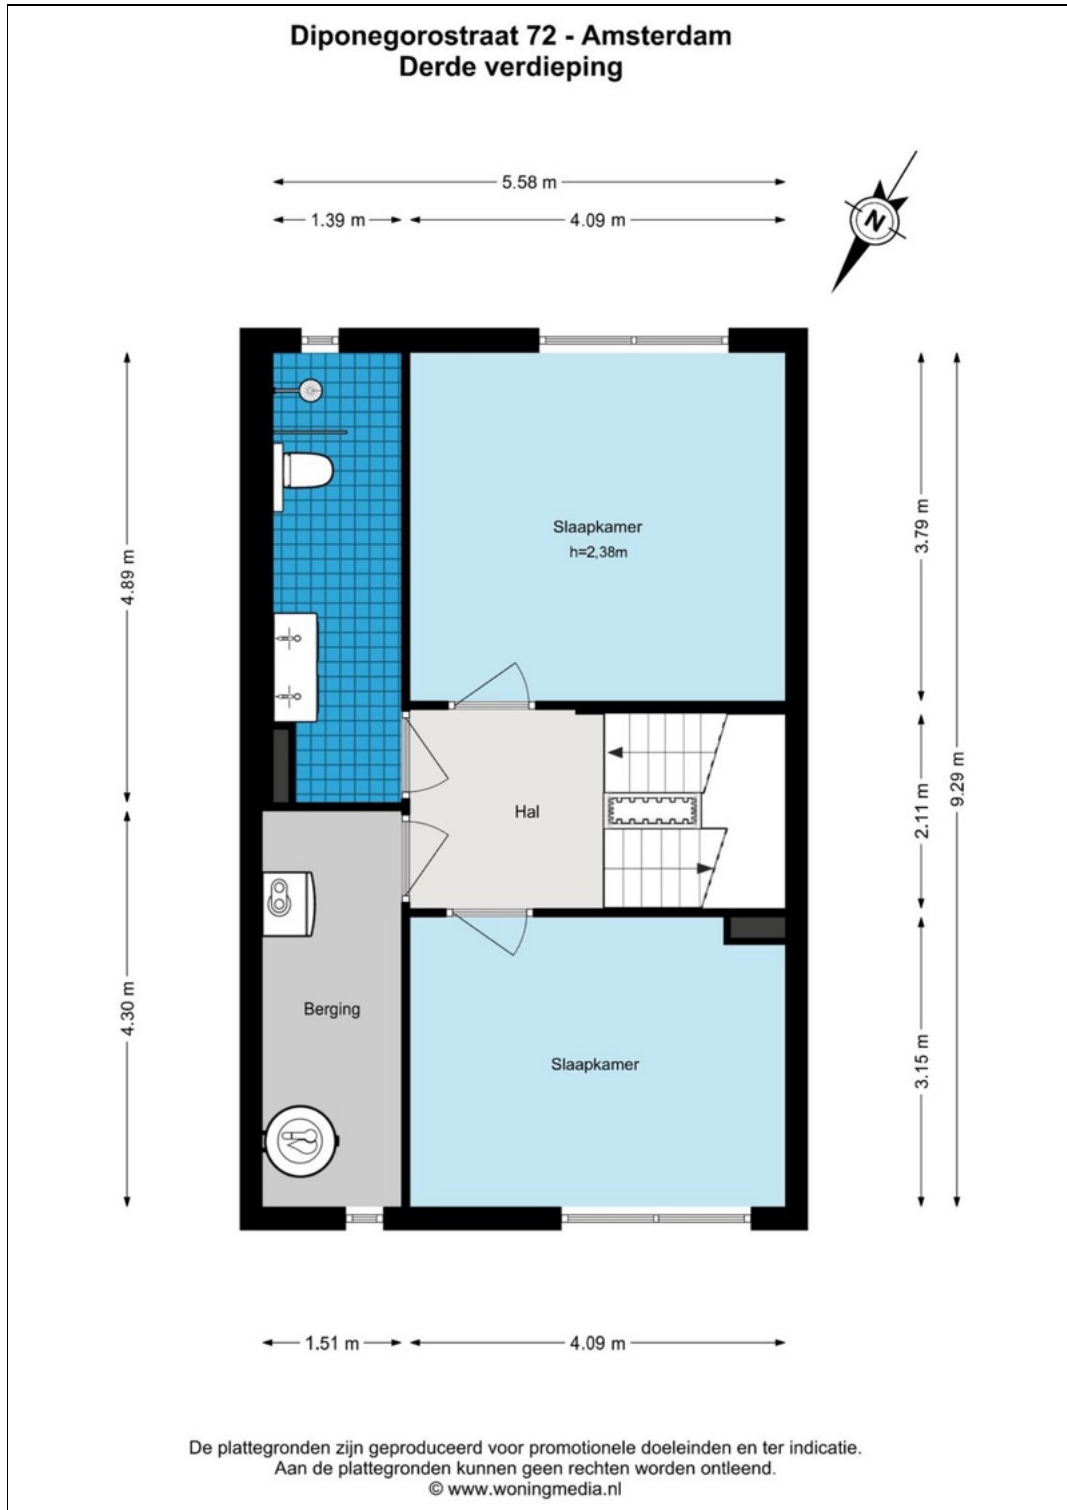 Diponegorostraat 72 - Amsterdam
Derde verdieping
5.58 m
1.39 m
4.09 m
N
4.89 m
3.79 m
Slaapkamer
h=2,38m
9.29 m
2.11 m
Hal
4.30 m
Berging
3.15 m
Slaapkamer
1.51 m
4.09 m
De plattegronden zijn geproduceerd voor promotionele doeleinden en ter indicatie.
Aan de plattegronden kunnen geen rechten worden ontleend.
© www.woningmedia.nl